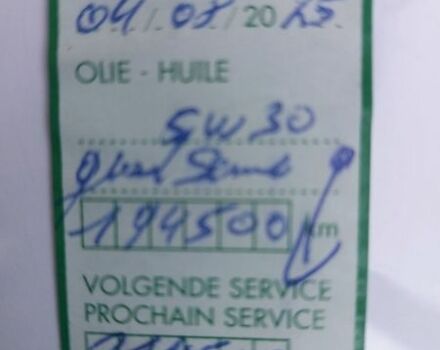 04/08/2025
OLIE - HUILE
5W30
194500 km
VOLGENDE SERVICE
PROCHAIN SERVICE